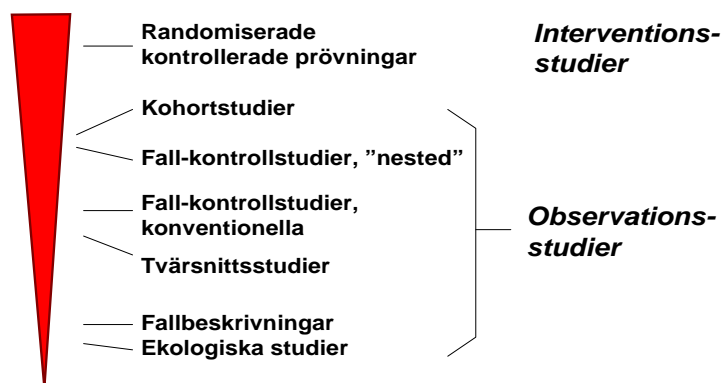 Randomiserade
kontrollerade prövningar
Interventions-
studier
Kohortstudier
Fall-kontrollstudier, ”nested”
Fall-kontrollstudier,
konventionella
Tvärsnittsstudier
Observations-
studier
Fallbeskrivningar
Ekologiska studier